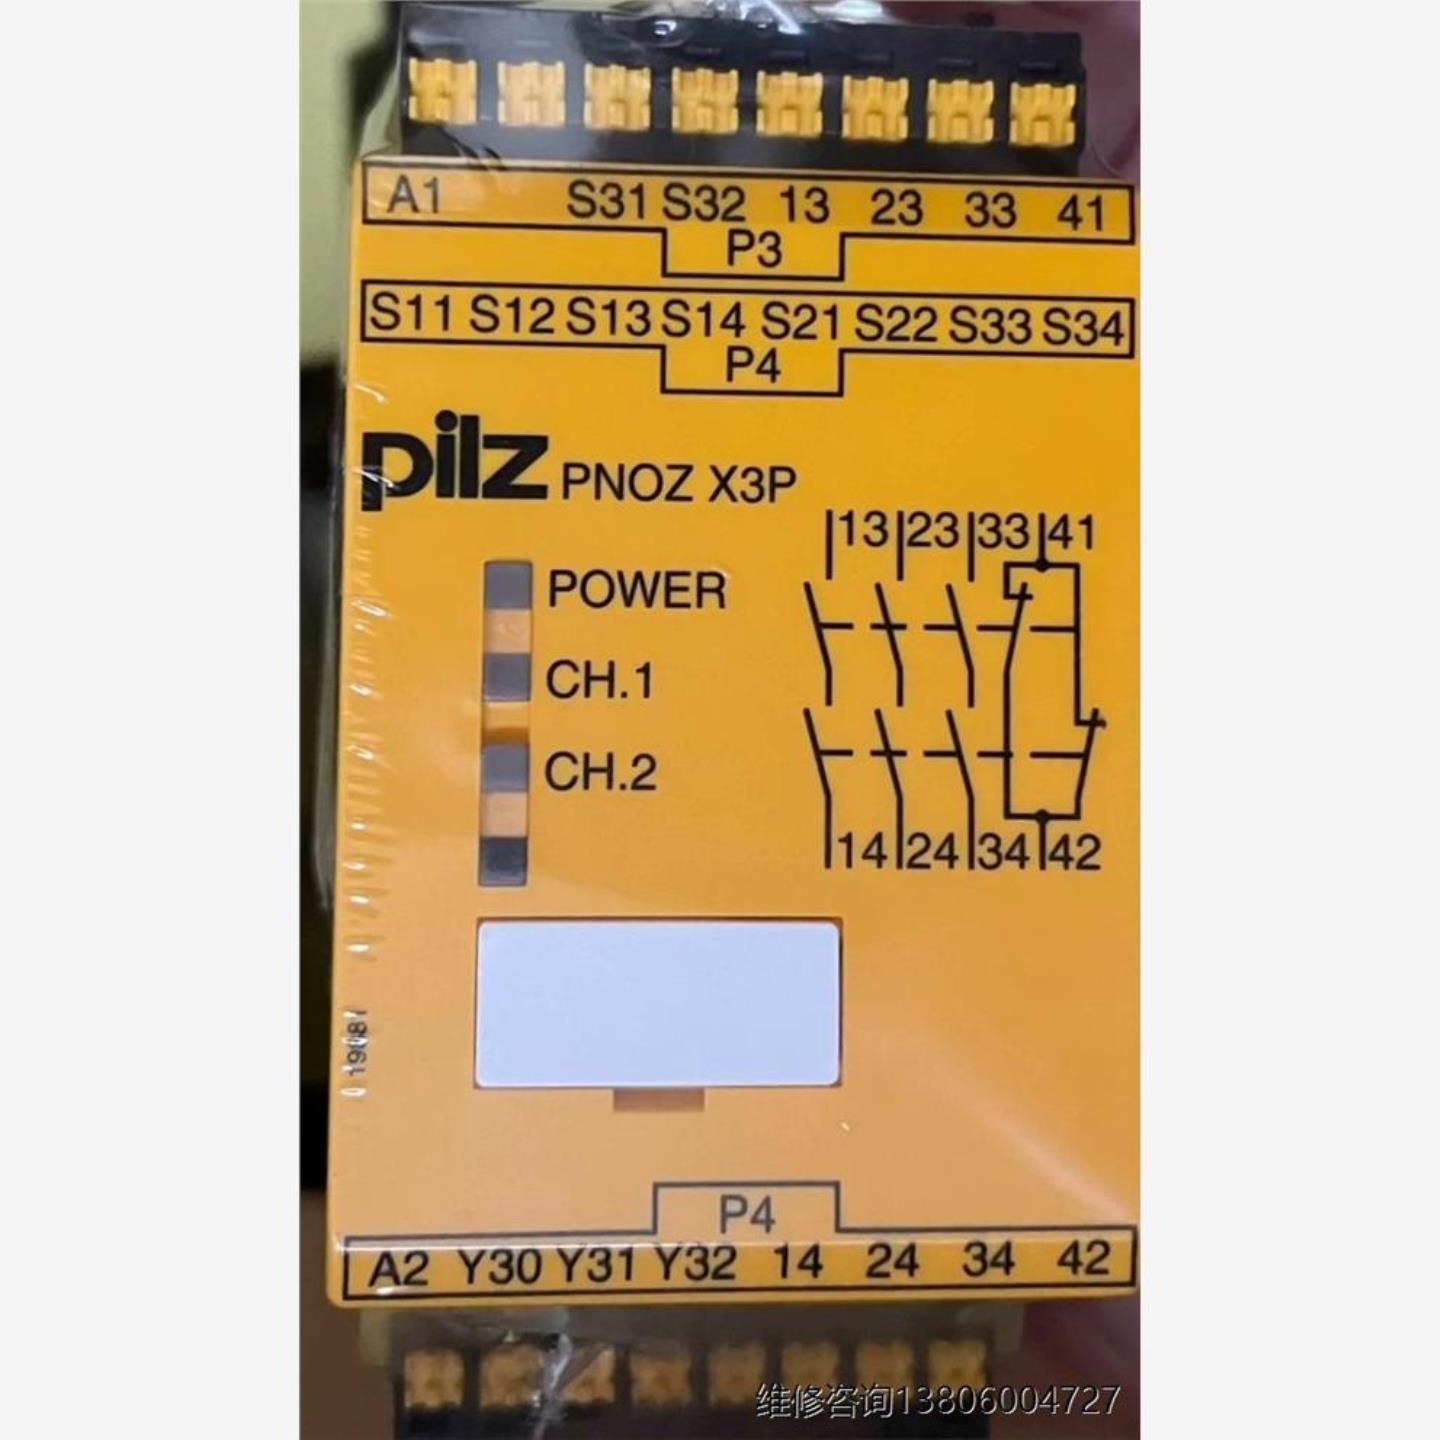 A1 S31 S32 13 23 33 41
P3
S11 S12 S13 S14 S21 S22 S33 S34
P4
pilz PNOZ X3P
13 23 33 41
POWER
CH.1
CH.2
14 24 34 42
P4
A2 Y30 Y31 Y32 14 24 34 42
维修咨询13806004727